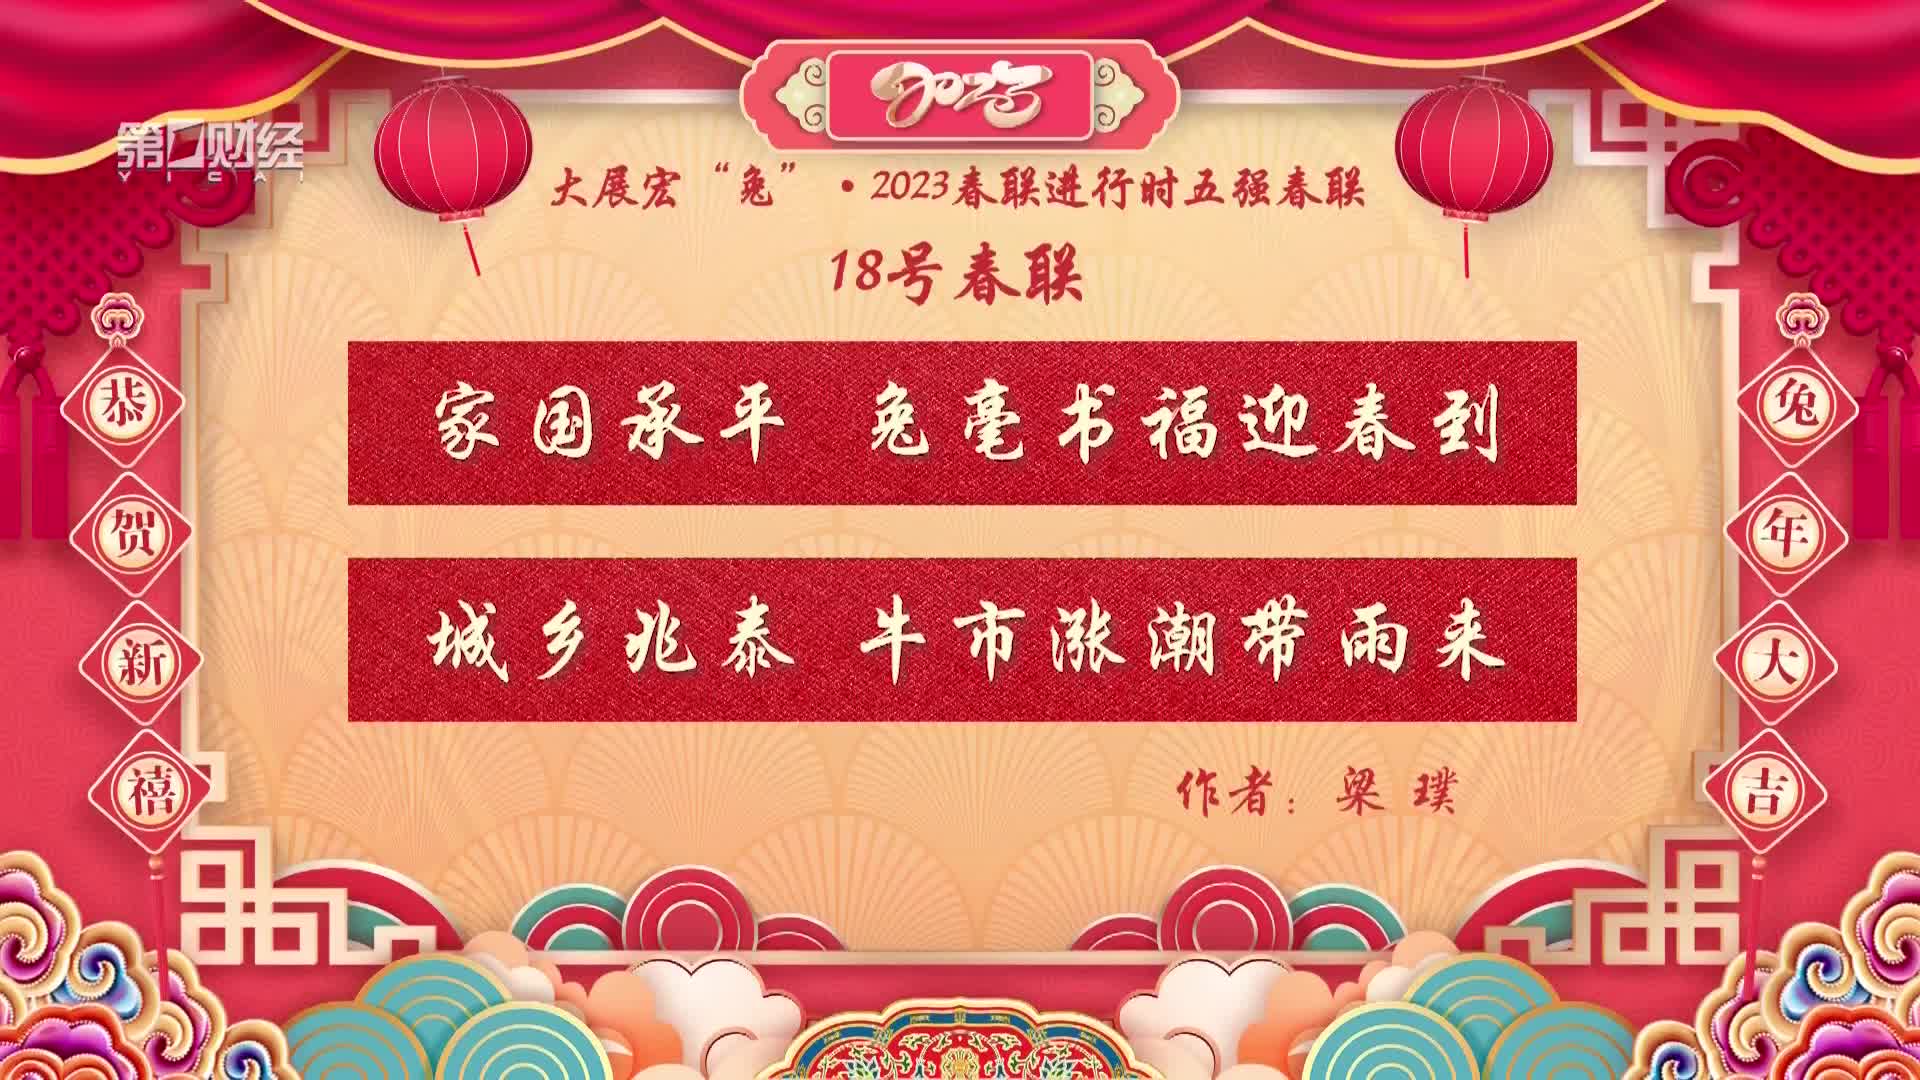 2023
第一财经
YICAI
大展宏“兔”·2023春联进行时五强春联
18号春联
家国承平 兔毫书福迎春到
城乡兆泰 牛市涨潮带雨来
作者：梁 璞
恭贺新禧
兔年大吉